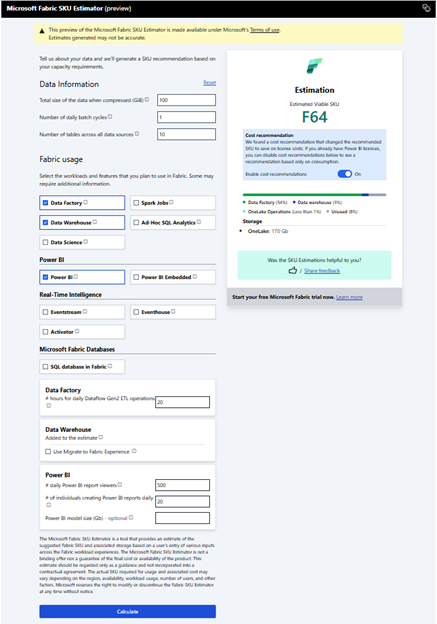 Microsoft Fabric SKU Estimator (preview)
This preview of the Microsoft Fabric SKU Estimator is made available under Microsoft's Terms of use.
Estimates generated may not be accurate.
Tell us about your data and we'll generate a SKU recommendation based on
your capacity requirements.
Data Information
Reset
Total size of the data when compressed (GiB)
100
Number of daily batch cycles
1
Number of tables across all data sources
10
Fabric usage
Select the workloads and features that you plan to use in Fabric. Some may
require additional information.
Data Factory
Spark Jobs
Data Warehouse
Ad-Hoc SQL Analytics
Data Science
Power BI
Power BI
Power BI Embedded
Real-Time Intelligence
Eventstream
Eventhouse
Activator
Microsoft Fabric Databases
SQL database in Fabric
Data Factory
# hours for daily Dataflow Gen2 ETL operations
20
Data Warehouse
Added to the estimate
Use Migrate to Fabric Experience
Power BI
# daily Power BI report viewers
500
# of individuals creating Power BI reports daily
20
Power BI model size (Gb) - optional
The Microsoft Fabric SKU Estimator is a tool that provides an estimate of the
suggested Fabric SKU and associated storage based on a user's entry of various inputs
across the Fabric workload experiences. The Microsoft Fabric SKU Estimator is not a
binding offer nor guarantee of the final cost or availability of the product. This
estimate should be regarded only as a guidance and not incorporated into a
contractual agreement. The actual SKU required for usage and associated cost may
vary depending on the region, availability, workload usage, number of users, and other
factors. Microsoft reserves the right to modify or discontinue the Fabric SKU Estimator
at any time without notice.
Calculate
Estimation
Estimated Viable SKU
F64
Cost recommendation
We found a cost recommendation that changed the recommended
SKU to save on license costs. If you already have Power BI licences,
you can disable cost recommendations below to see a
recommendation based only on consumption.
Enable cost recommendations
On
Data Factory (84%)
Data warehouse (8%)
OneLake Operations (Less than 1%)
Unused (8%)
Storage
OneLake: 170 Gb
Was the SKU Estimations helpful to you?
/ Share feedback
Start your free Microsoft Fabric trial now. Learn more